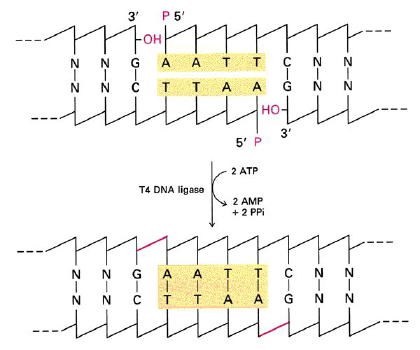 3' P 5'
OH
N N G A A T T C N N
N N C T T A A G N N
HO
5' P 3'
2 ATP
T4 DNA ligase
2 AMP
+ 2 PPi
N N G A A T T C N N
N N C T T A A G N N